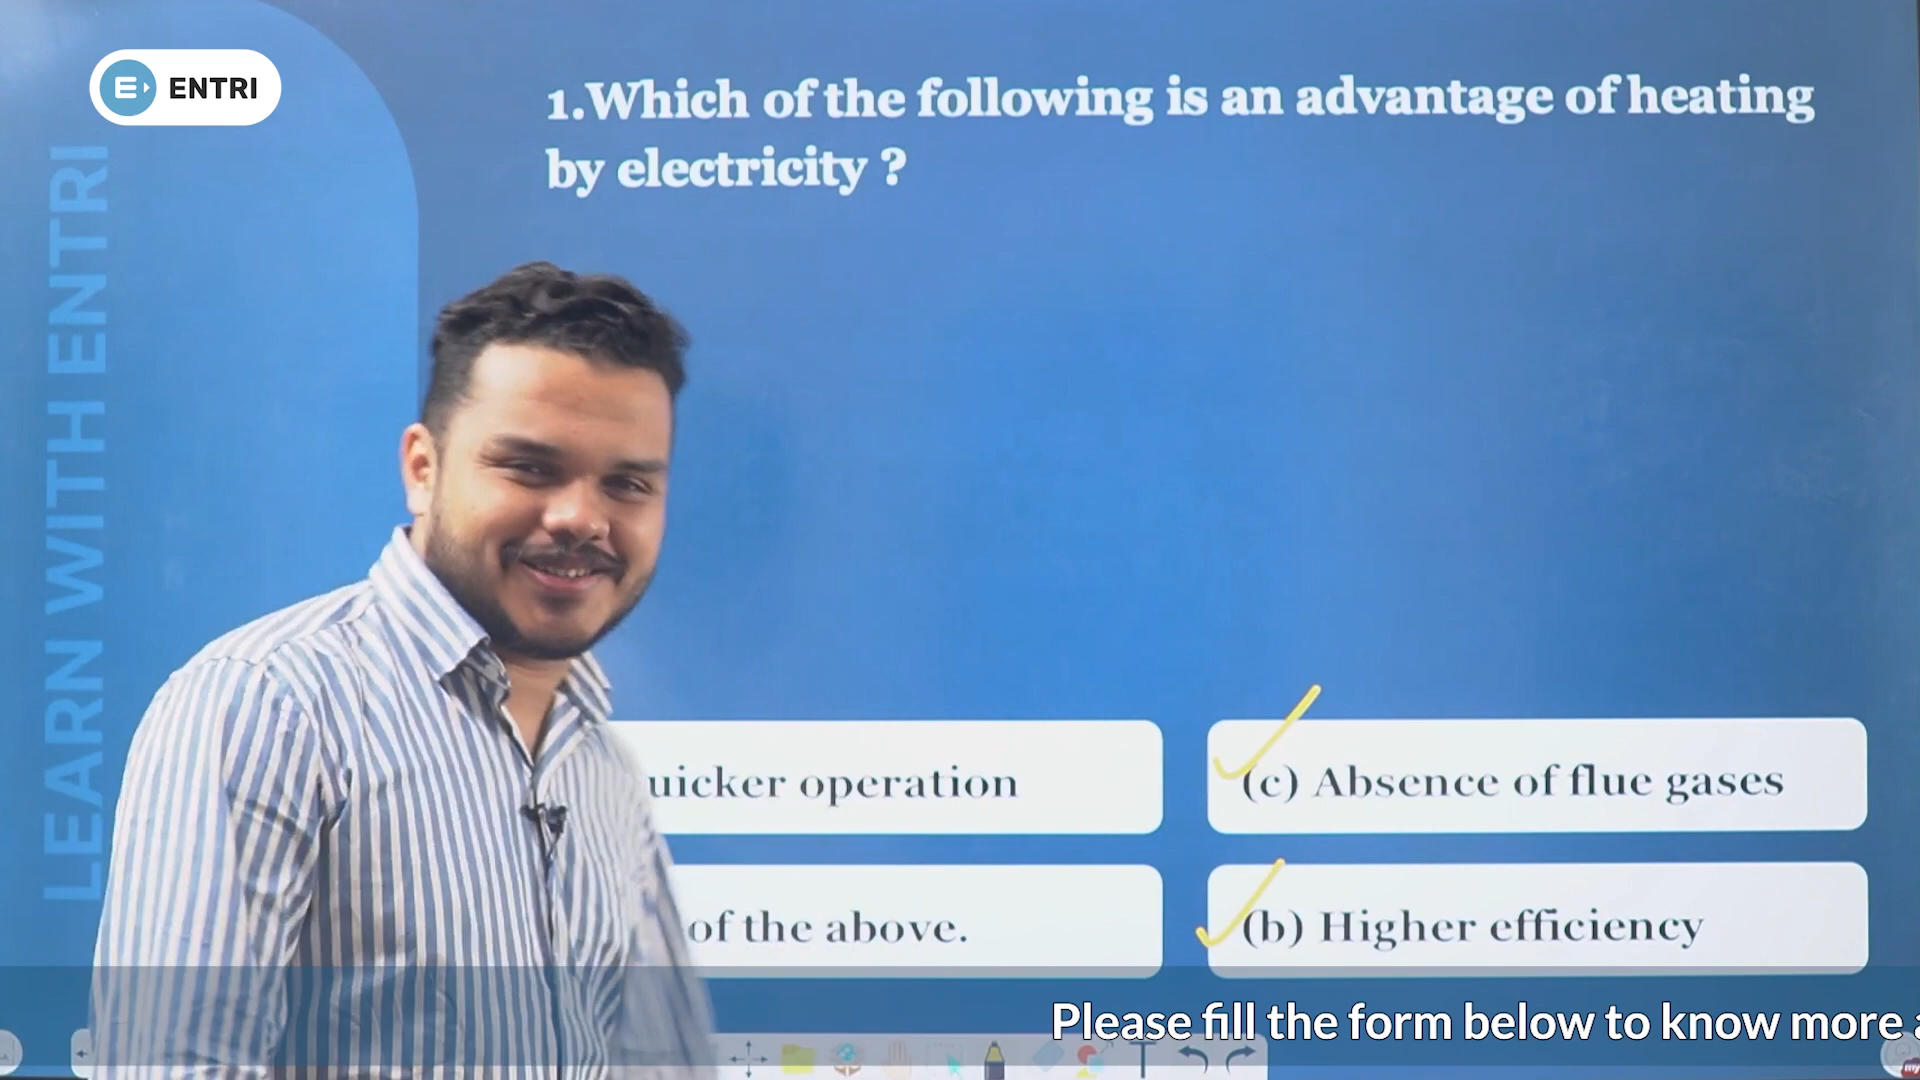 ENTRI
LEARN WITH ENTRI
1.Which of the following is an advantage of heating
by electricity ?
operation
(c) Absence of flue gases
of the above.
(b) Higher efficiency
Please fill the form below to know more